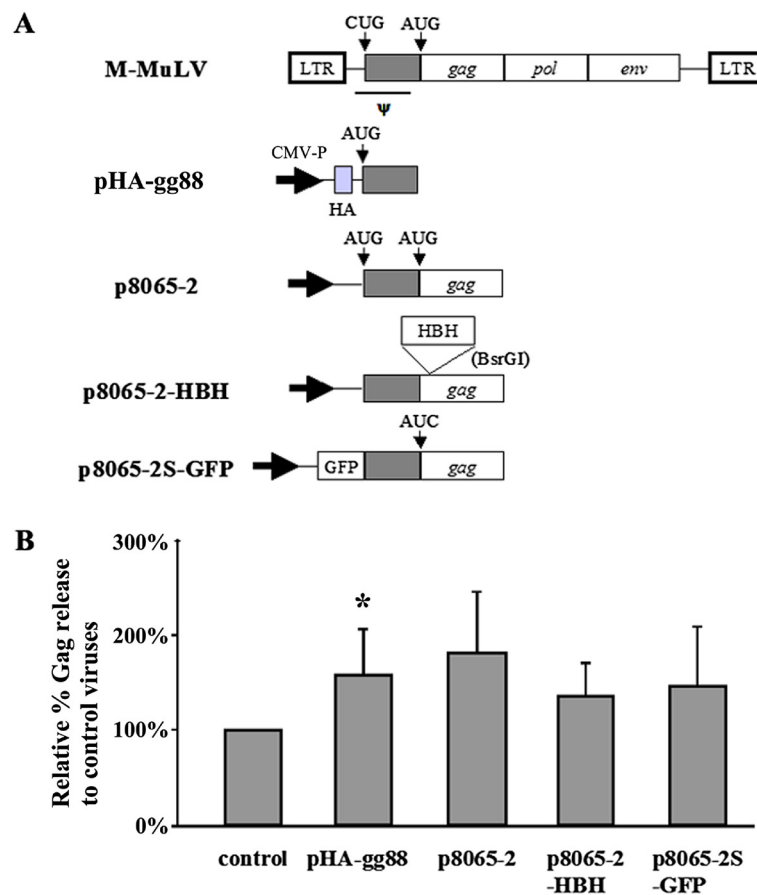 A
CUG AUG
M-MuLV LTR gag pol env LTR
Ψ
AUG
CMV-P
pHA-gg88
HA
AUG AUG
p8065-2 gag
HBH
(BsrGI)
p8065-2-HBH gag
AUC
p8065-2S-GFP GFP gag
B
Relative % Gag release
to control viruses
300%
200%
100%
0%
*
control pHA-gg88 p8065-2 p8065-2 p8065-2S
-HBH -GFP